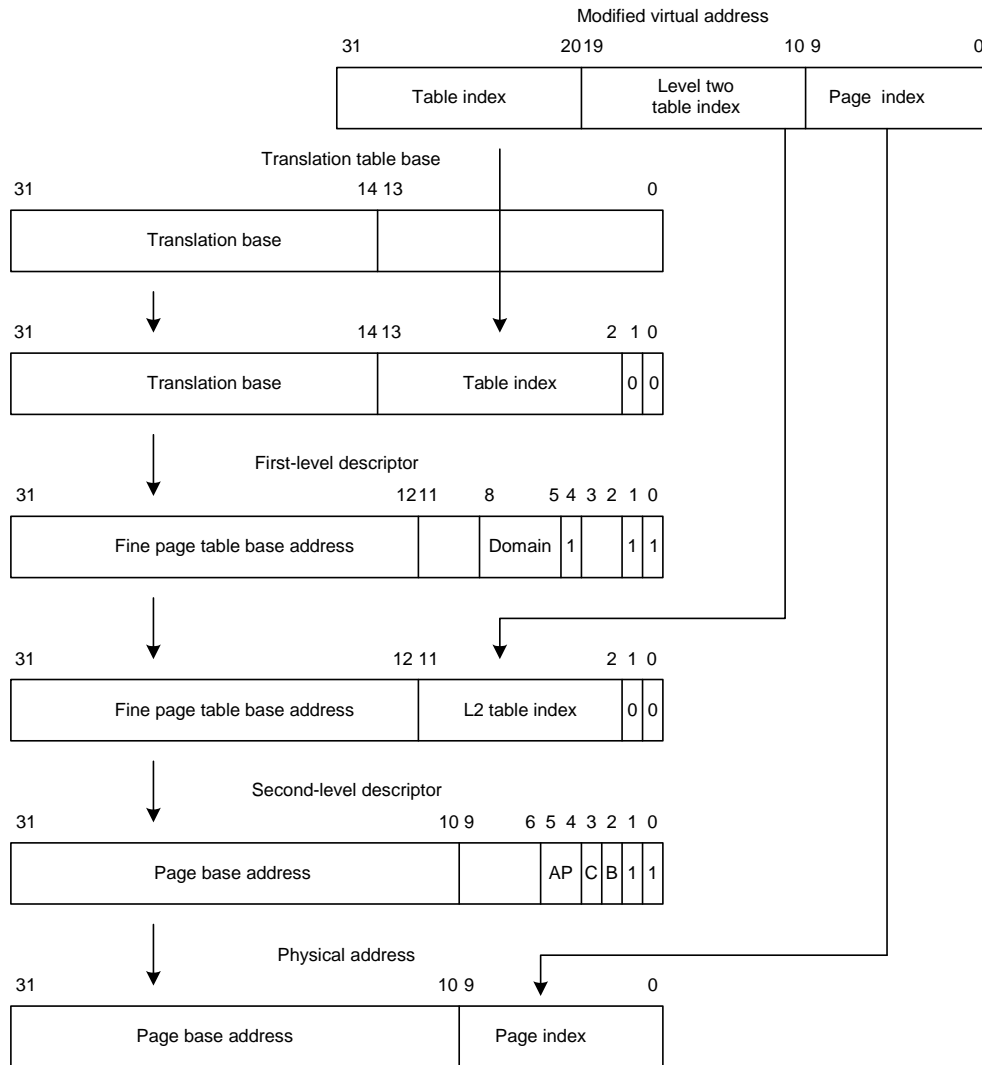 Modified virtual address
31 20 19 10 9 0
Table index
Level two
table index
Page index
Translation table base
31 14 13 0
Translation base
31 14 13 2 1 0
Translation base Table index 0 0
First-level descriptor
31 12 11 8 5 4 3 2 1 0
Fine page table base address Domain 1 1 1
31 12 11 2 1 0
Fine page table base address L2 table index 0 0
Second-level descriptor
31 10 9 6 5 4 3 2 1 0
Page base address AP C B 1 1
Physical address
31 10 9 0
Page base address Page index